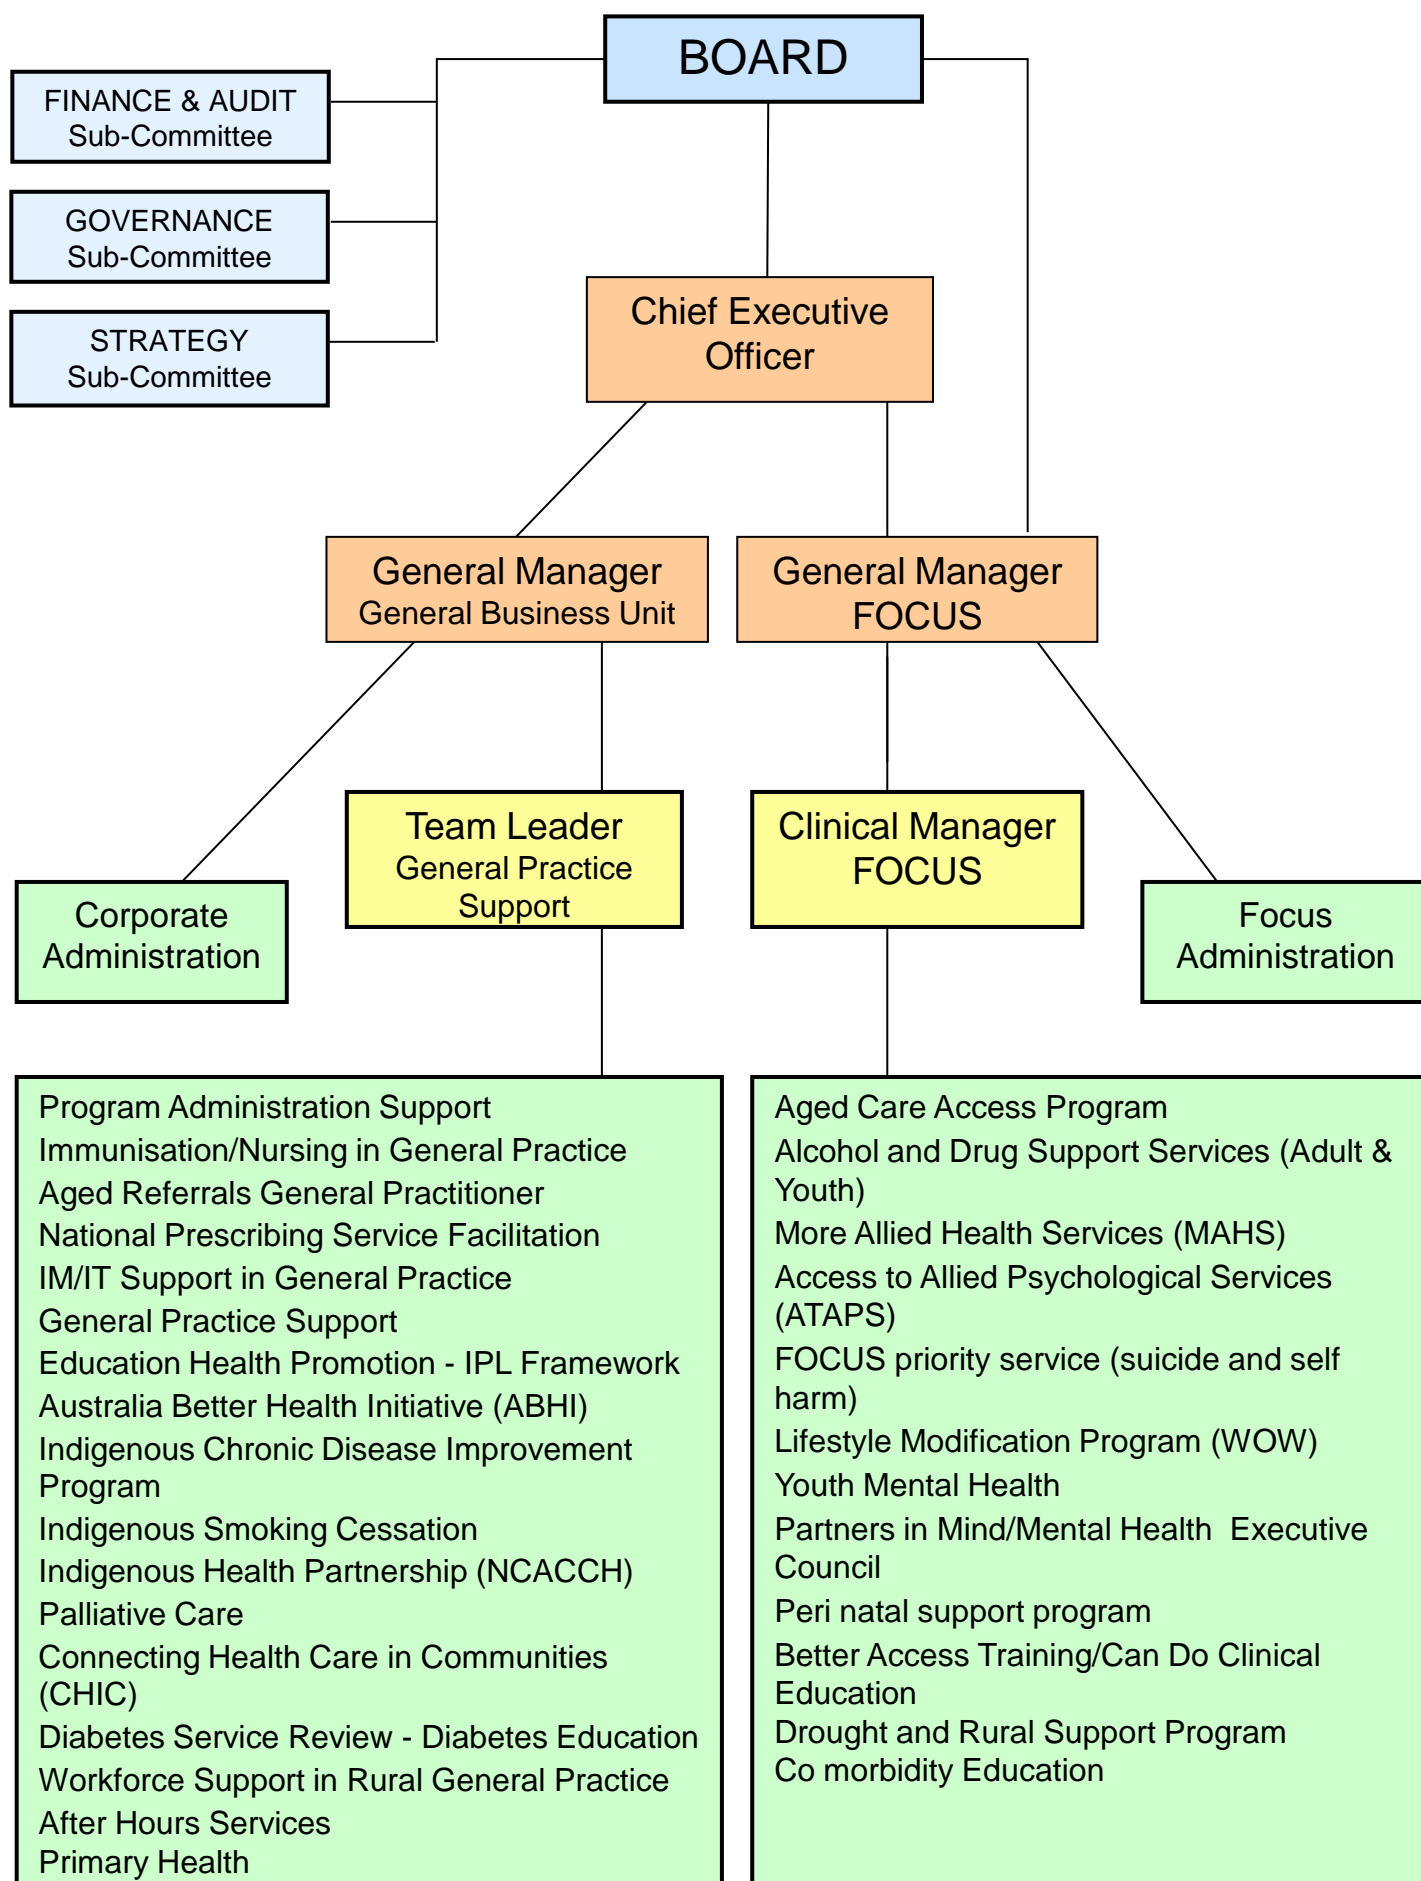 BOARD
FINANCE & AUDIT
Sub-Committee
GOVERNANCE
Sub-Committee
STRATEGY
Sub-Committee
Chief Executive
Officer
General Manager
General Business Unit
General Manager
FOCUS
Team Leader
General Practice
Support
Clinical Manager
FOCUS
Corporate
Administration
Focus
Administration
Program Administration Support
Immunisation/Nursing in General Practice
Aged Referrals General Practitioner
National Prescribing Service Facilitation
IM/IT Support in General Practice
General Practice Support
Education Health Promotion - IPL Framework
Australia Better Health Initiative (ABHI)
Indigenous Chronic Disease Improvement
Program
Indigenous Smoking Cessation
Indigenous Health Partnership (NCACCH)
Palliative Care
Connecting Health Care in Communities
(CHIC)
Diabetes Service Review - Diabetes Education
Workforce Support in Rural General Practice
After Hours Services
Primary Health
Aged Care Access Program
Alcohol and Drug Support Services (Adult &
Youth)
More Allied Health Services (MAHS)
Access to Allied Psychological Services
(ATAPS)
FOCUS priority service (suicide and self
harm)
Lifestyle Modification Program (WOW)
Youth Mental Health
Partners in Mind/Mental Health  Executive
Council
Peri natal support program
Better Access Training/Can Do Clinical
Education
Drought and Rural Support Program
Co morbidity Education